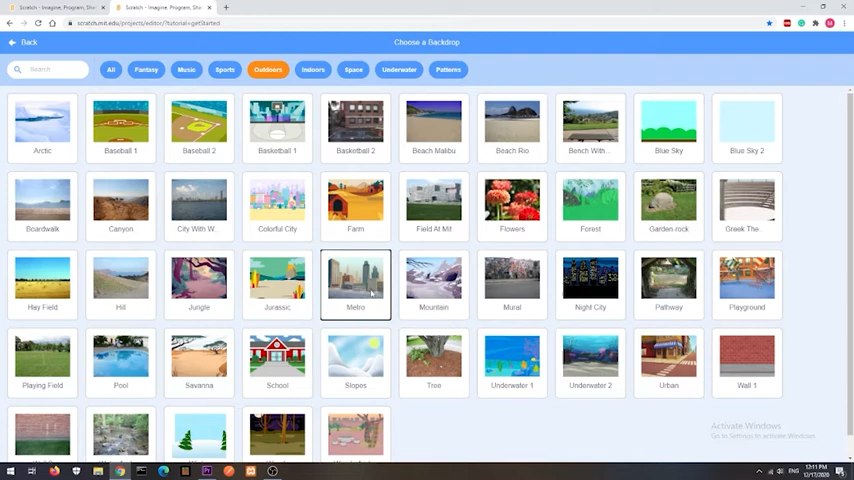 Scratch - Imagine, Program, Sha
Scratch - Imagine, Program, Sha
scratch.mit.edu/projects/editor/?tutorial=getStarted
Back
Choose a Backdrop
Search
All
Fantasy
Music
Sports
Outdoors
Indoors
Space
Underwater
Patterns
Arctic
Baseball 1
Baseball 2
Basketball 1
Basketball 2
Beach Malibu
Beach Rio
Bench With...
Blue Sky
Blue Sky 2
Boardwalk
Canyon
City With W...
Colorful City
Farm
Field At Mit
Flowers
Forest
Garden-rock
Greek The...
Hay Field
Hill
Jungle
Jurassic
Metro
Mountain
Mural
Night City
Pathway
Playground
Playing Field
Pool
Savanna
School
Slopes
Tree
Underwater 1
Underwater 2
Urban
Wall 1
Activate Windows
Go to Settings to activate Windows.
ENG
12:11 PM
12/17/2020